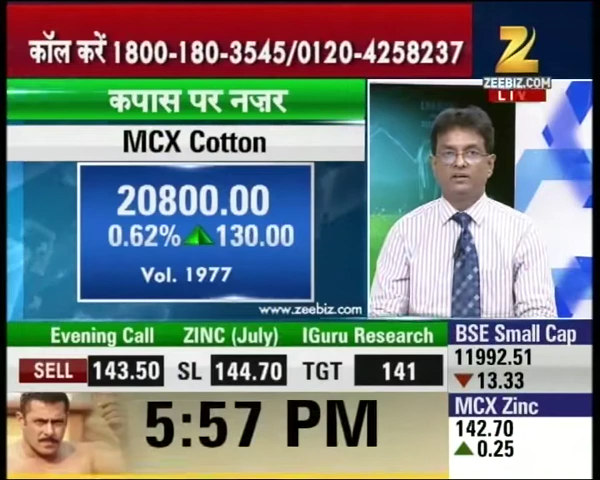 कॉल करें 1800-180-3545/0120-4258237
ZEEBIZ.COM
LIV
कपास पर नज़र
MCX Cotton
20800.00
0.62% 130.00
Vol. 1977
www.zeebiz.com
Evening Call ZINC (July) IGuru Research
SELL 143.50 SL 144.70 TGT 141
BSE Small Cap
11992.51
13.33
MCX Zinc
142.70
0.25
5:57 PM